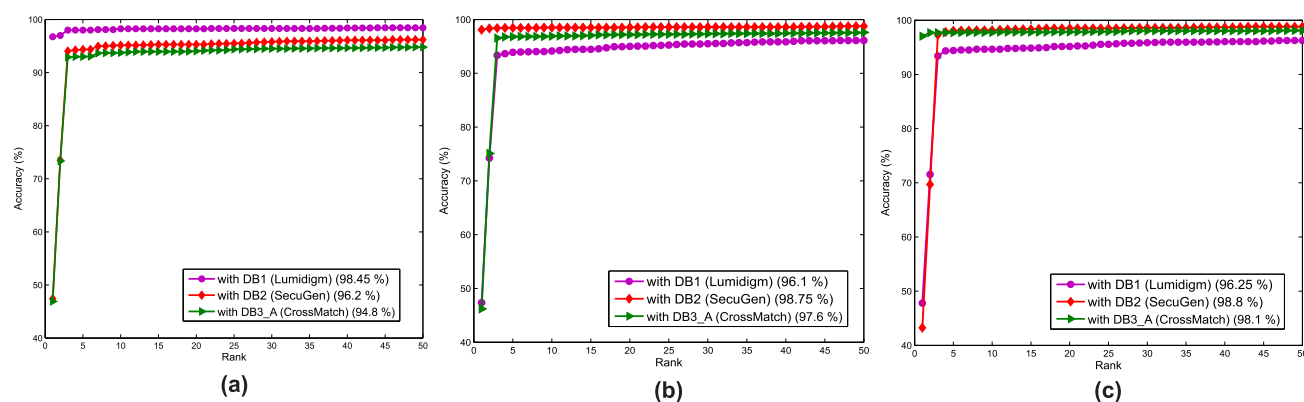 100
90
80
70
60
50
40
Accuracy (%)
with DB1 (Lumidigm) (98.45 %)
with DB2 (SecuGen) (96.2 %)
with DB3_A (CrossMatch) (94.8 %)
0 5 10 15 20 25 30 35 40 45 50
Rank
(a)
100
90
80
70
60
50
40
Accuracy (%)
with DB1 (Lumidigm) (96.1 %)
with DB2 (SecuGen) (98.75 %)
with DB3_A (CrossMatch) (97.6 %)
0 5 10 15 20 25 30 35 40 45 50
Rank
(b)
100
90
80
70
60
50
40
Accuracy (%)
with DB1 (Lumidigm) (96.25 %)
with DB2 (SecuGen) (98.8 %)
with DB3_A (CrossMatch) (98.1 %)
0 5 10 15 20 25 30 35 40 45 50
Rank
(c)